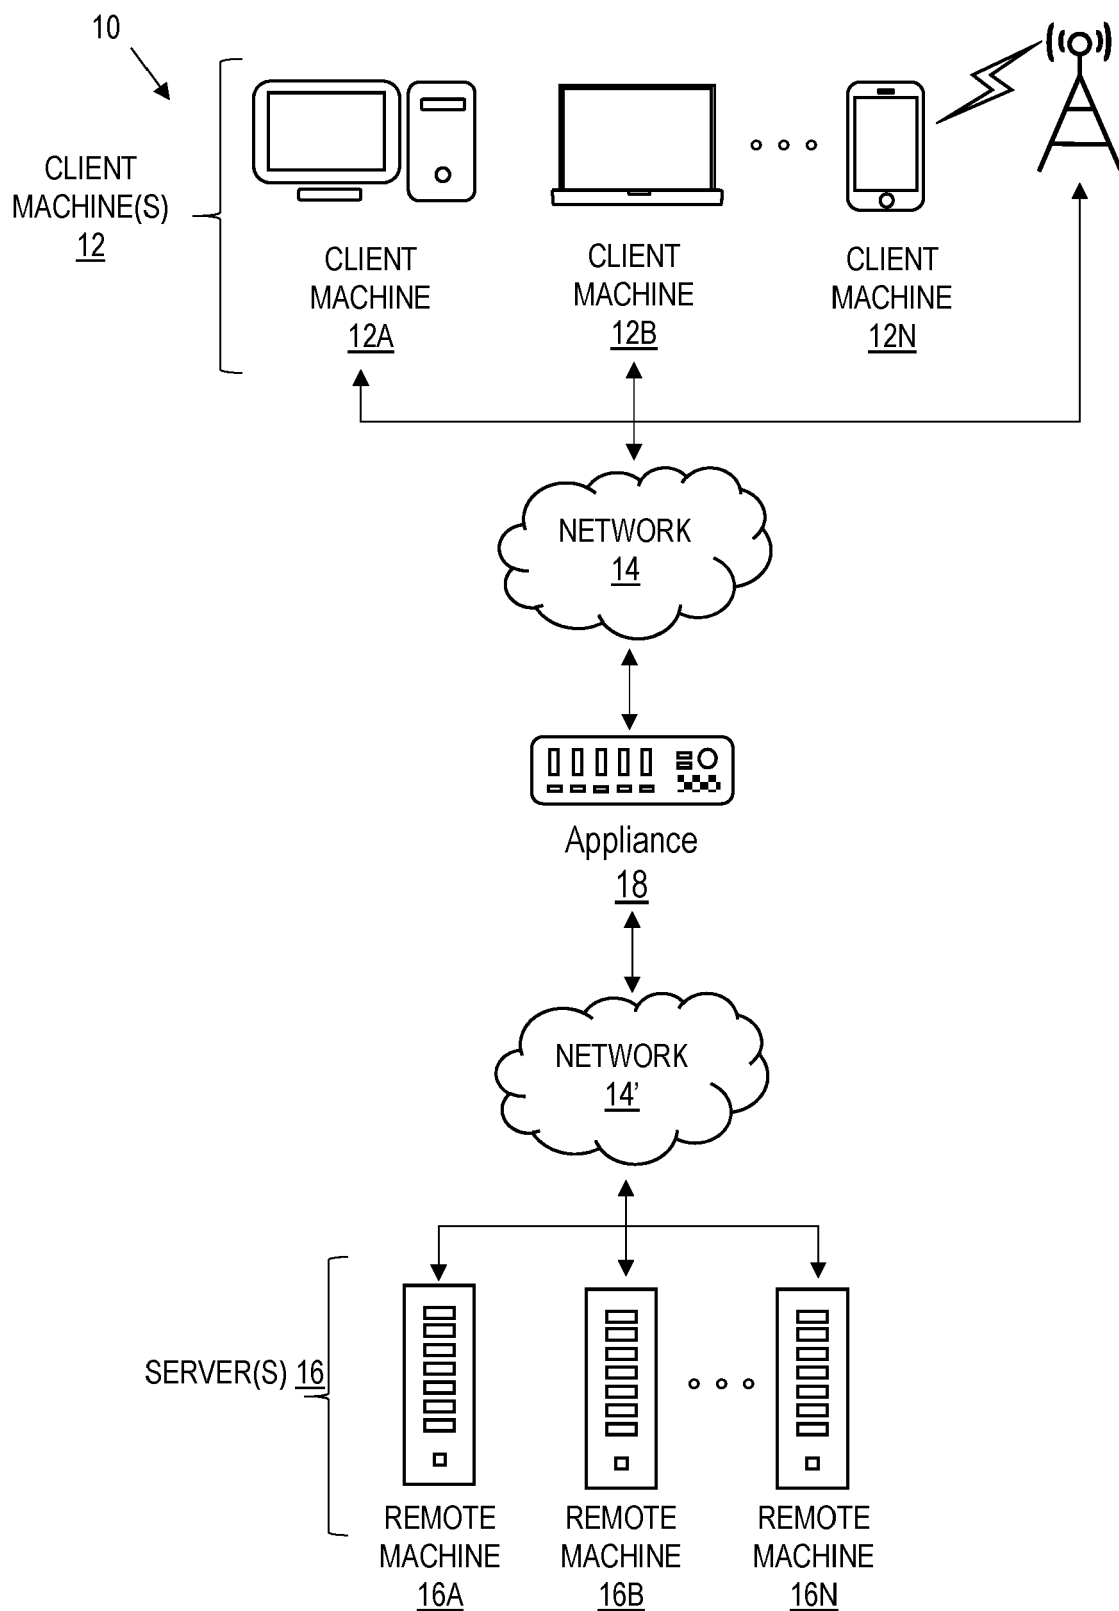 10
CLIENT
MACHINE(S)
12
CLIENT
MACHINE
12A
CLIENT
MACHINE
12B
CLIENT
MACHINE
12N
NETWORK
14
Appliance
18
NETWORK
14'
SERVER(S) 16
REMOTE
MACHINE
16A
REMOTE
MACHINE
16B
REMOTE
MACHINE
16N